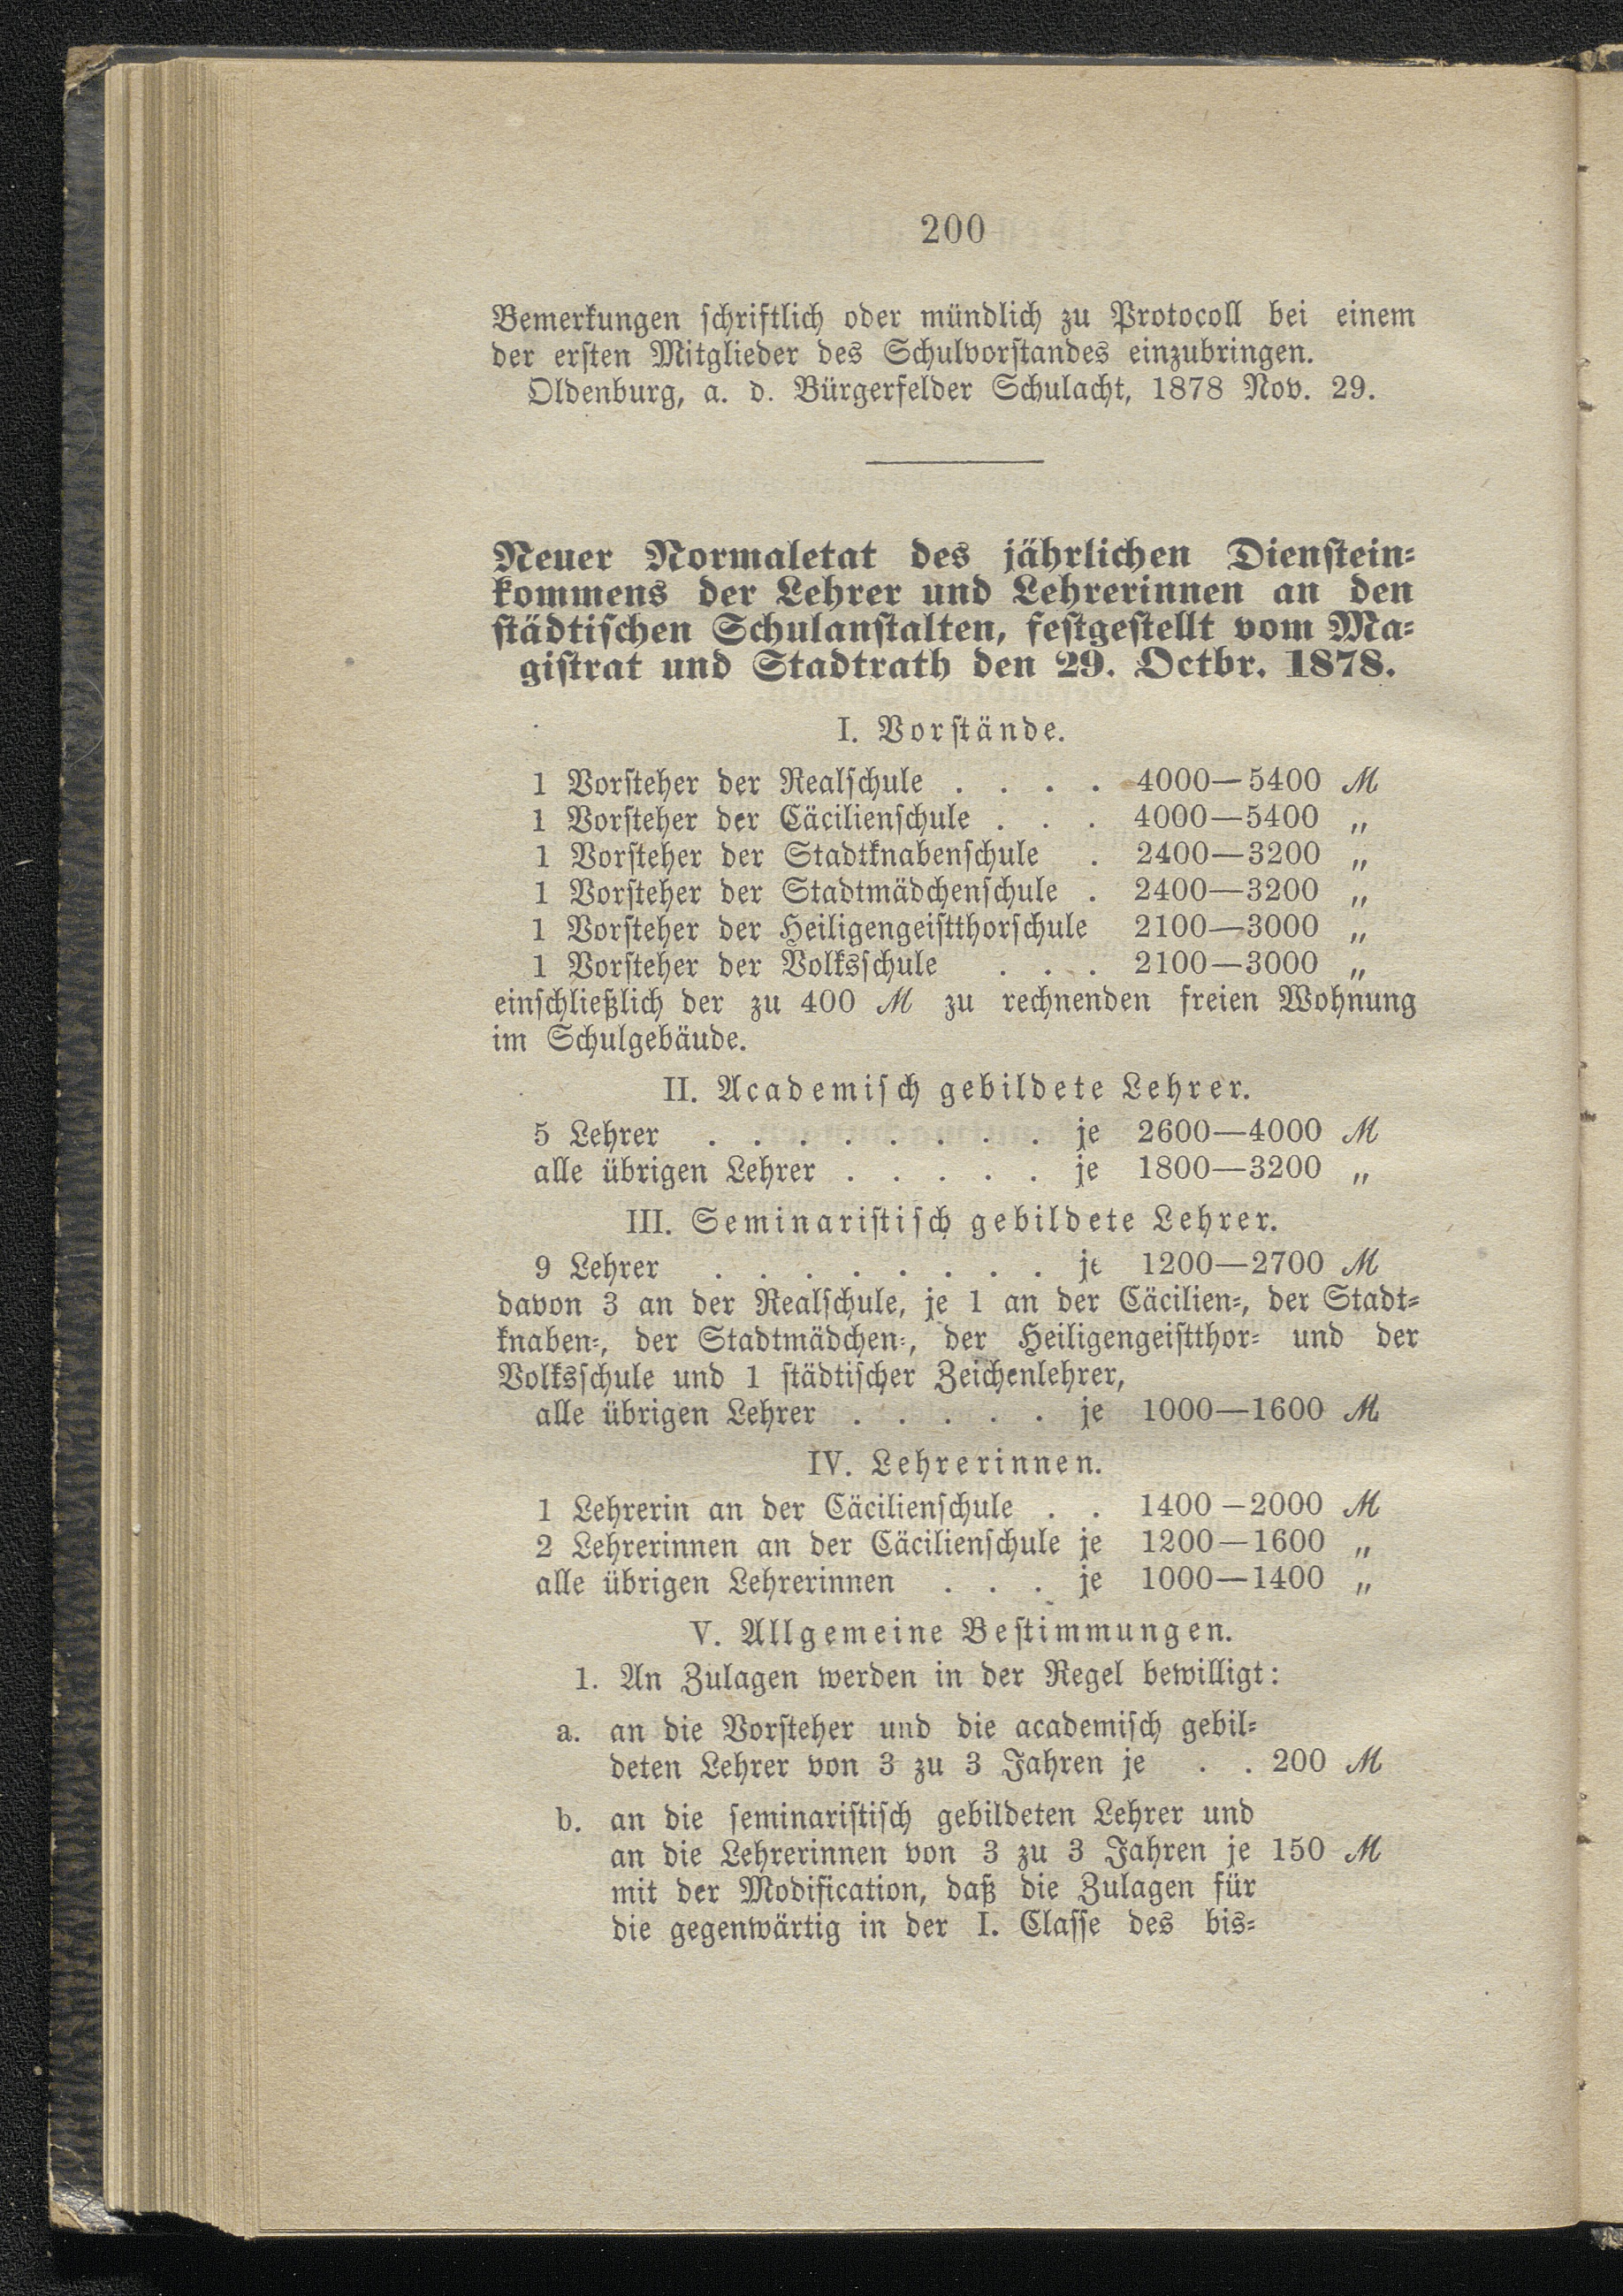 200
Bemerkungen schriftlich oder mündlich zu Protocoll bei einem
der ersten Mitglieder des Schulvorstandes einzubringen.
Oldenburg, a. d. Bürgerfelder Schulacht, 1878 Nov. 29.
Neuer Normaletat des jährlichen Dienstein-
kommens der Lehrer und Lehrerinnen an den
städtischen Schulanstalten, festgestellt vom Ma-
gistrat und Stadtrath den 29. Octbr. 1878.
I. Vorstände.
1 Vorsteher der Realschule . . . . 4000—5400 M
1 Vorsteher der Cäcilienschule . . . 4000—5400 „
1 Vorsteher der Stadtknabenschule . 2400—3200 „
1 Vorsteher der Stadtmädchenschule . 2400—3200 „
1 Vorsteher der Heiligengeistthorschule 2100—3000 „
1 Vorsteher der Volksschule . . . 2100—3000 „
einschließlich der zu 400 M zu rechnenden freien Wohnung
im Schulgebäude.
II. Academisch gebildete Lehrer.
5 Lehrer . . . . . . . . je 2600—4000 M
alle übrigen Lehrer . . . . . je 1800—3200 „
III. Seminaristisch gebildete Lehrer.
9 Lehrer . . . . . . . . je 1200—2700 M
davon 3 an der Realschule, je 1 an der Cäcilien-, der Stadt-
knaben-, der Stadtmädchen-, der Heiligengeistthor- und der
Volksschule und 1 städtischer Zeichenlehrer,
alle übrigen Lehrer . . . . . je 1000—1600 M
IV. Lehrerinnen.
1 Lehrerin an der Cäcilienschule . . 1400—2000 M
2 Lehrerinnen an der Cäcilienschule je 1200—1600 „
alle übrigen Lehrerinnen . . . je 1000—1400 „
V. Allgemeine Bestimmungen.
1. An Zulagen werden in der Regel bewilligt:
a. an die Vorsteher und die academisch gebil-
deten Lehrer von 3 zu 3 Jahren je . . 200 M
b. an die seminaristisch gebildeten Lehrer und
an die Lehrerinnen von 3 zu 3 Jahren je 150 M
mit der Modification, daß die Zulagen für
die gegenwärtig in der I. Classe des bis-